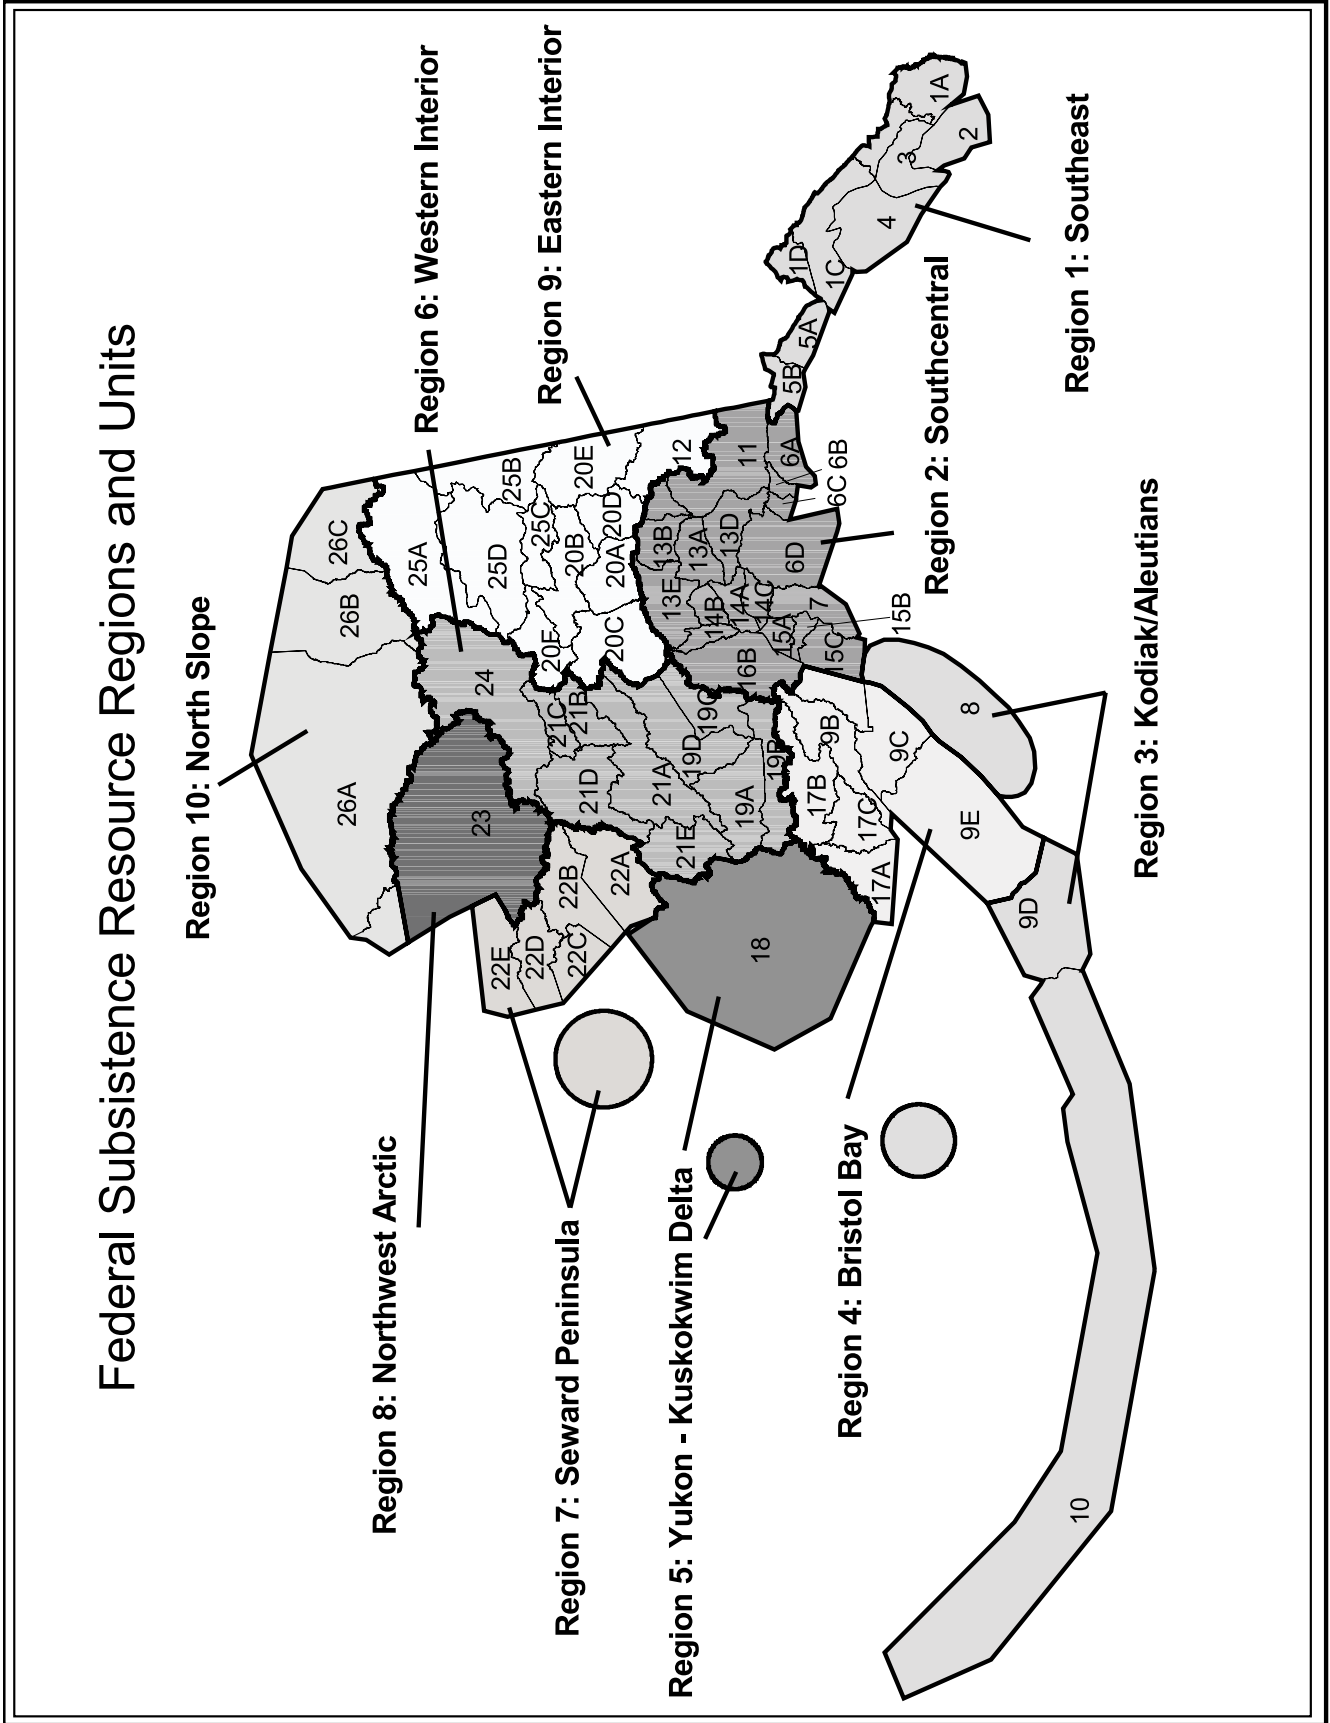 Federal Subsistence Resource Regions and Units
Region 10: North Slope
Region 6: Western Interior
Region 9: Eastern Interior
Region 8: Northwest Arctic
Region 7: Seward Peninsula
Region 5: Yukon - Kuskokwim Delta
Region 4: Bristol Bay
Region 2: Southcentral
Region 1: Southeast
Region 3: Kodiak/Aleutians
26A
26B
26C
25A
25B
25C
25D
24
23
22E
22D
22C
22B
22A
21D
21C
21B
21A
21E
20F
20C
20B
20A
20D
20E
12
19C
19D
19A
19B
18
17B
17C
17A
9B
9C
9E
9D
10
8
16B
13E
13B
13A
13D
14B
14A
14C
15A
15C
15B
7
11
6A
6B
6C
6D
5B
5A
1D
1C
4
3
2
1A